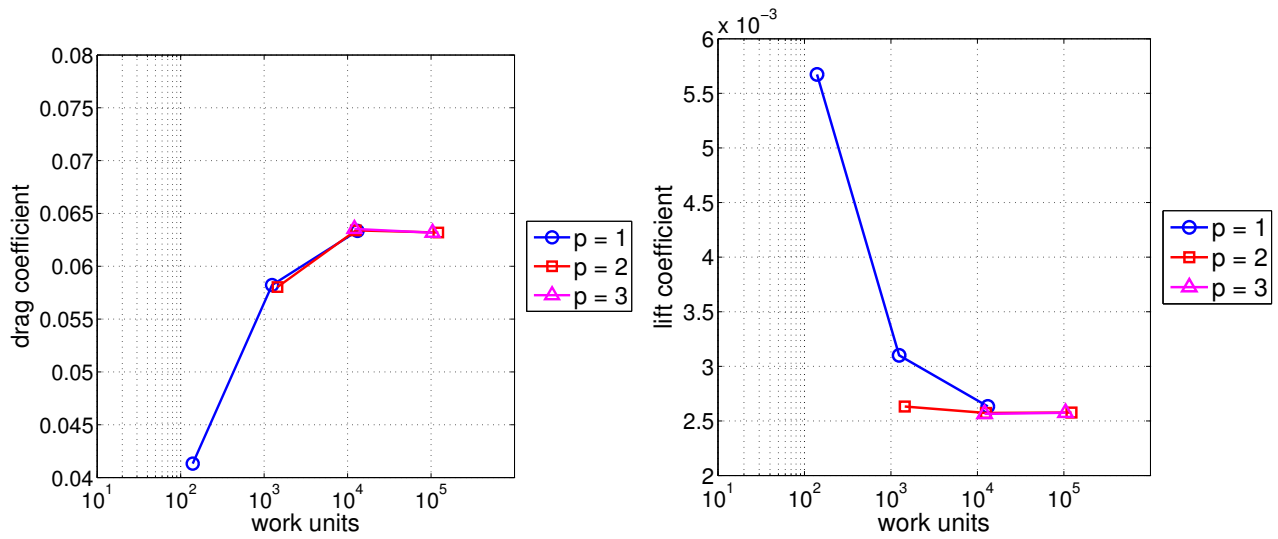 0.08
0.075
0.07
0.065
0.06
0.055
0.05
0.045
0.04
drag coefficient
10^1 10^2 10^3 10^4 10^5
work units
p = 1
p = 2
p = 3
x 10^-3
6
5.5
5
4.5
4
3.5
3
2.5
2
lift coefficient
10^1 10^2 10^3 10^4 10^5
work units
p = 1
p = 2
p = 3